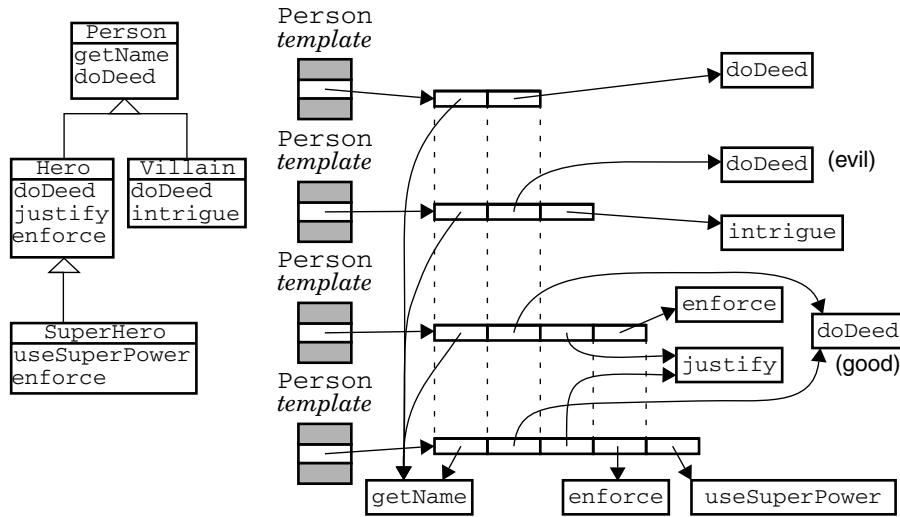 Person
getName
doDeed
Hero
doDeed
justify
enforce
Villain
doDeed
intrigue
SuperHero
useSuperPower
enforce
Person
template
doDeed
Person
template
doDeed (evil)
intrigue
Person
template
enforce
doDeed
(good)
justify
Person
template
getName
enforce
useSuperPower